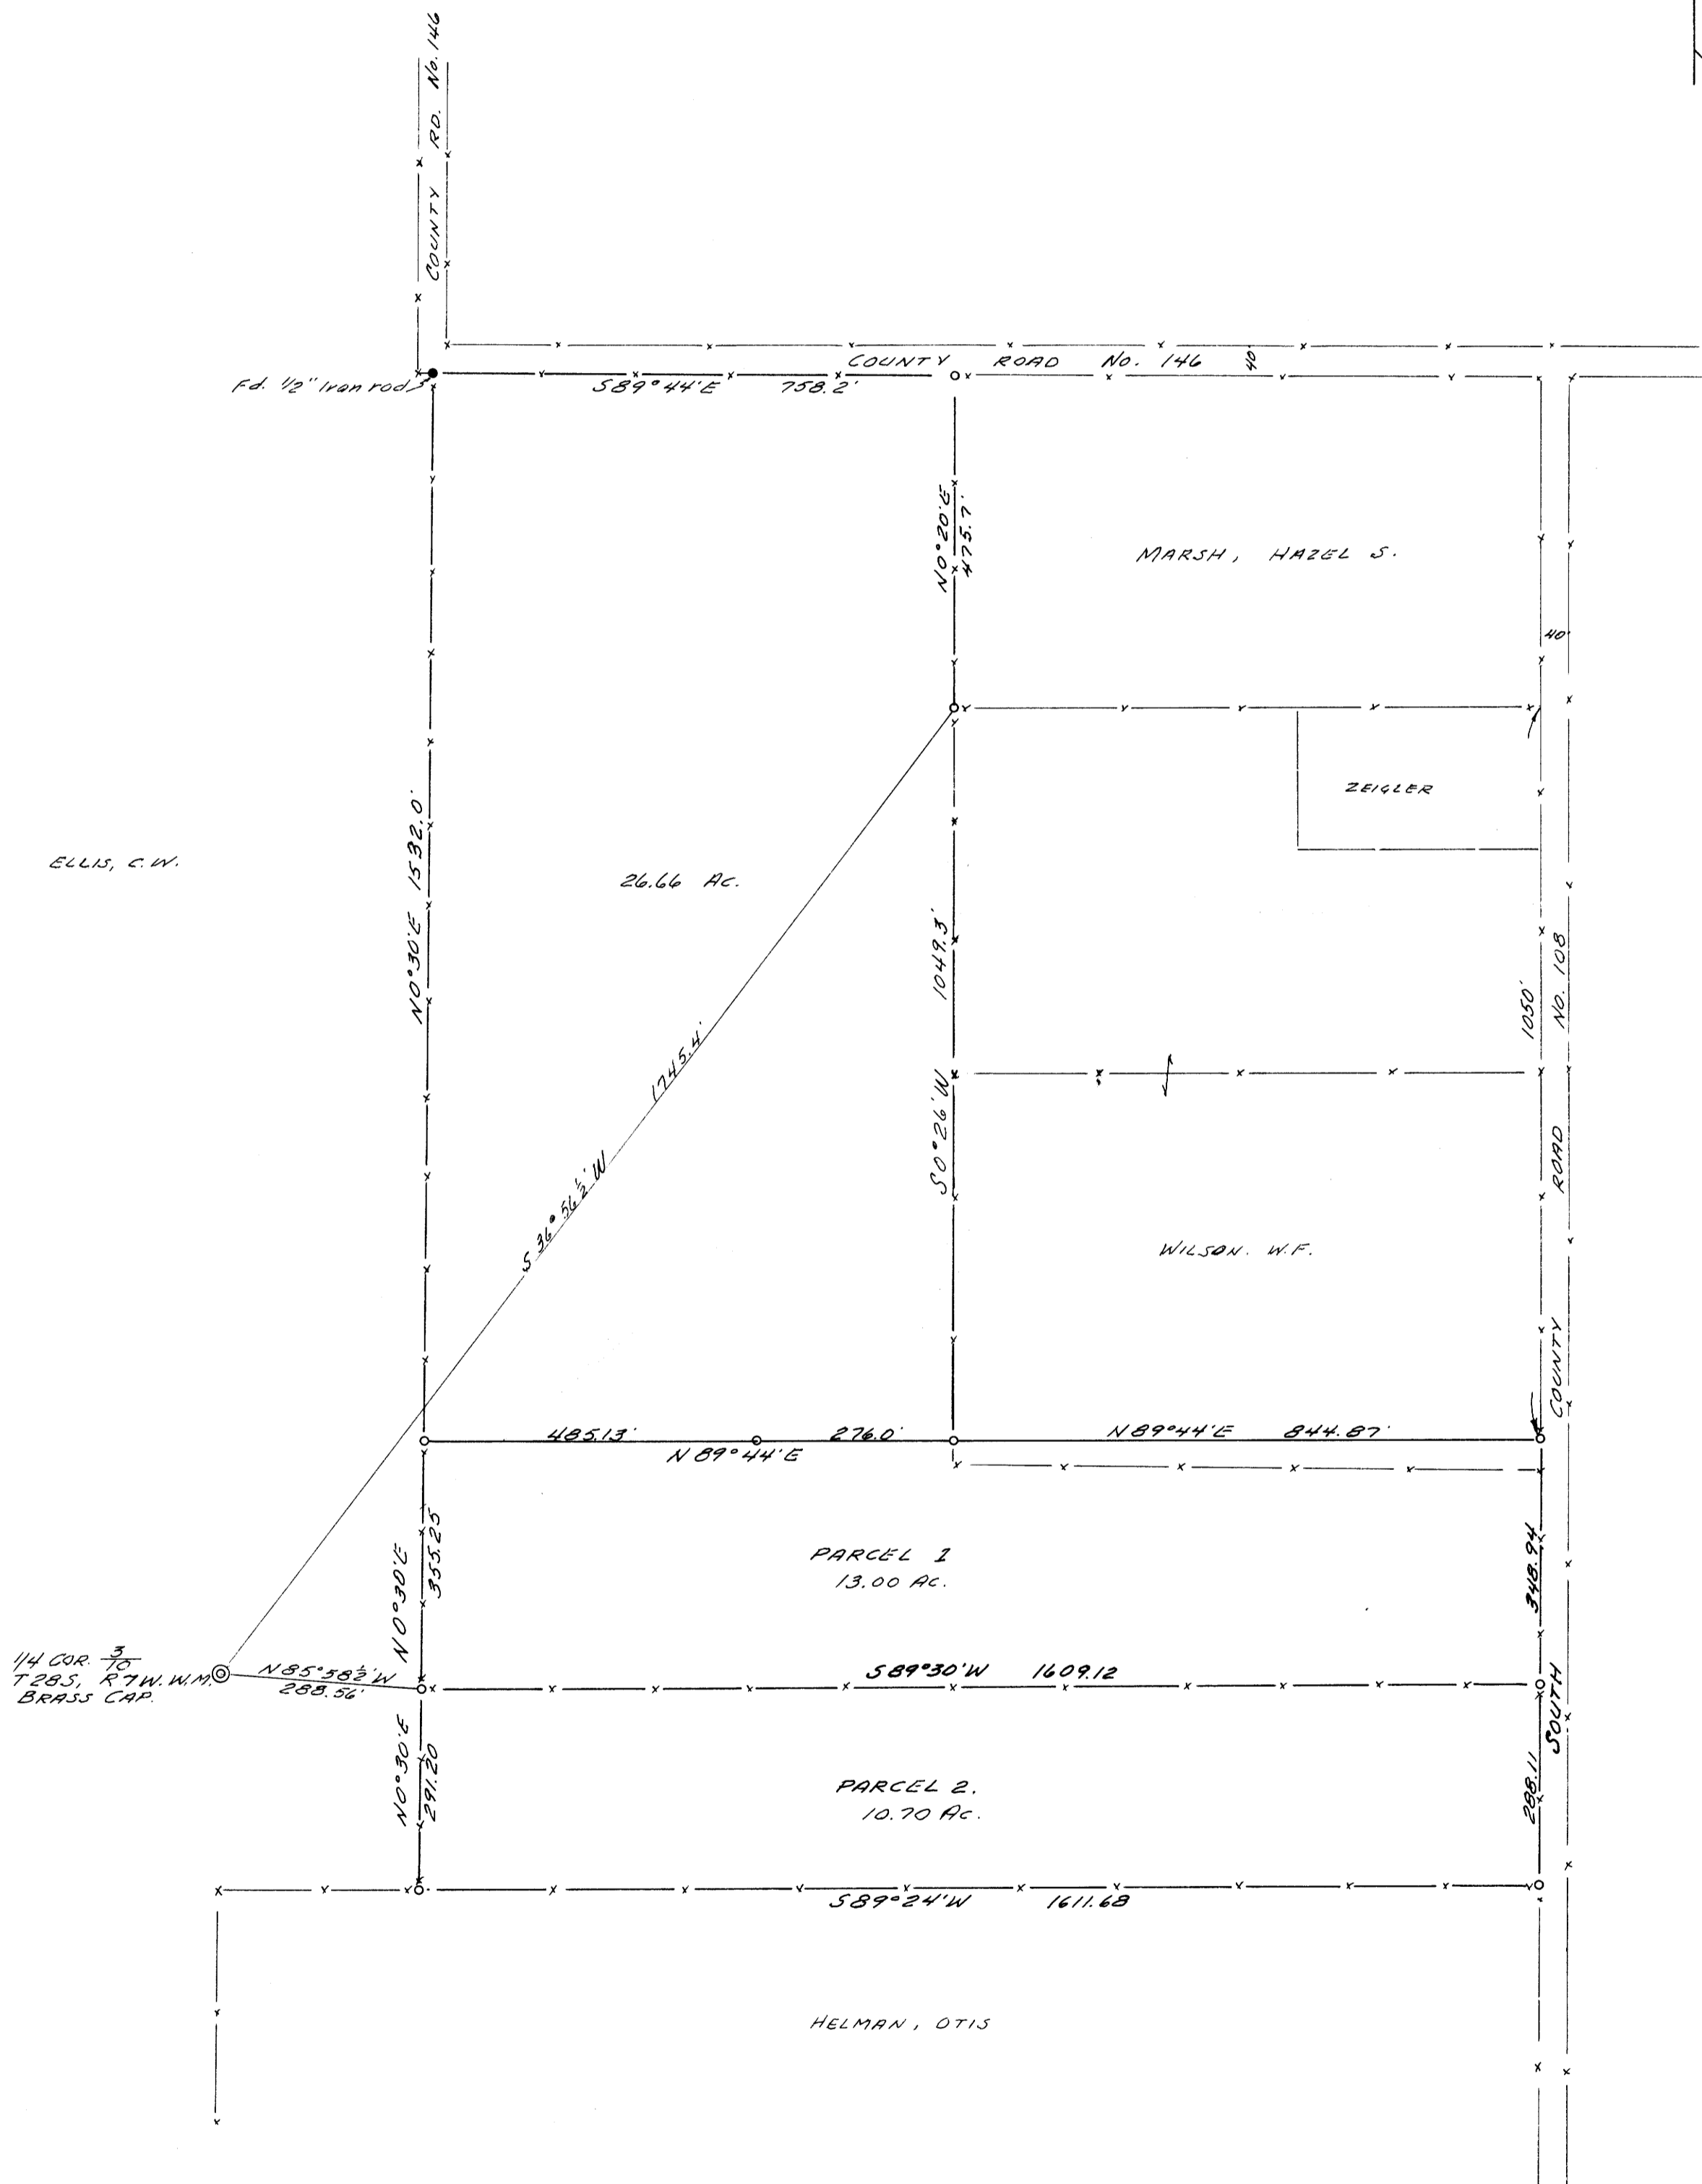 COUNTY RD. No. 146
COUNTY ROAD No. 146 40'
Fd. 1/2" Iron rod
S89°44'E 758.2'
N0°20'E
475.7'
MARSH, HAZEL S.
40'
ZEIGLER
ELLIS, C.W.
N0°30'E 1532.0'
26.66 AC.
S0°26'W 1049.3'
1050'
COUNTY ROAD No. 108
S 36°56½'W 1745.4'
WILSON. W.F.
485.13' 276.0'
N89°44'E
N89°44'E 844.87'
N0°30'E
355.25
PARCEL 1
13.00 AC.
348.94
1/4 COR. 3/10
T28S, R7W. W.M.
BRASS CAP.
N85°58½'W
288.56'
S89°30'W 1609.12
SOUTH
N0°30'E
291.20
PARCEL 2.
10.70 AC.
288.11
S89°24'W 1611.68
HELMAN, OTIS